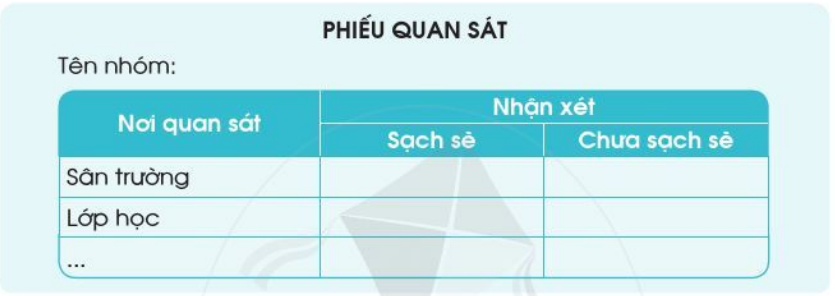 PHIẾU QUAN SÁT
Tên nhóm:
Nơi quan sát
Nhận xét
Sạch sẽ
Chưa sạch sẽ
Sân trường
Lớp học
...